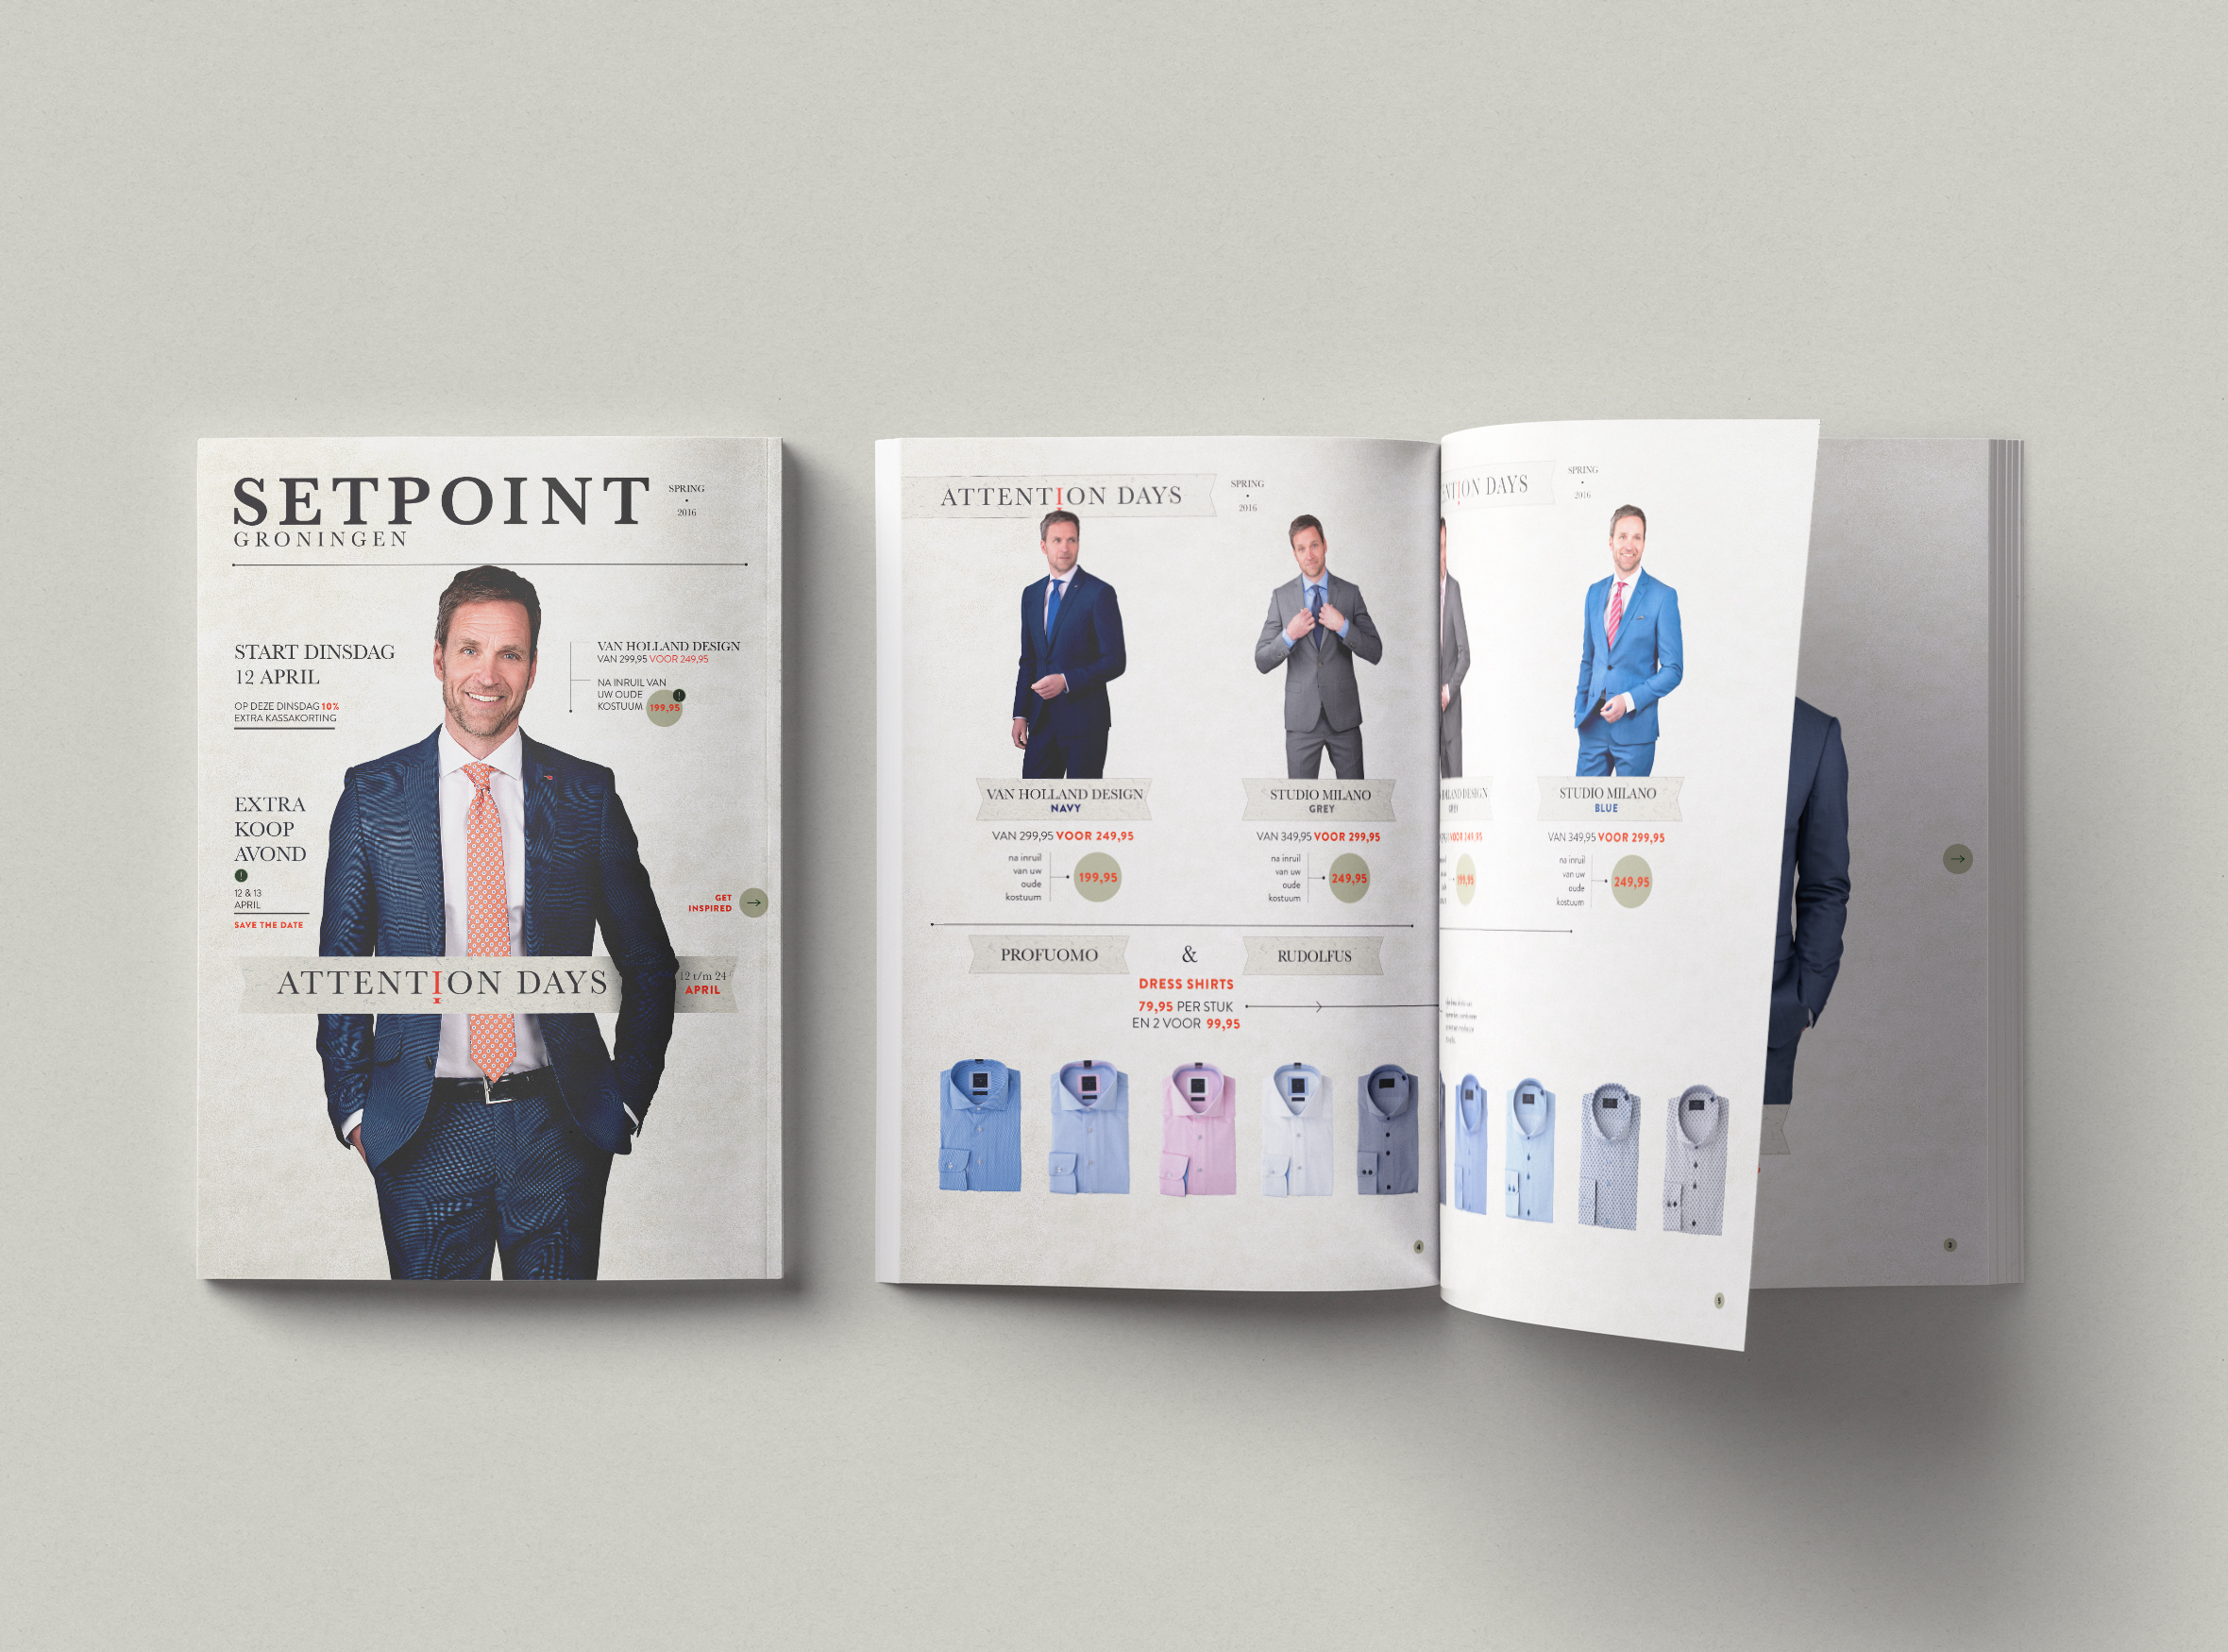 SETPOINT
GRONINGEN
SPRING
2016
START DINSDAG
12 APRIL
OP DEZE DINSDAG 10%
EXTRA KASSAKORTING
VAN HOLLAND DESIGN
VAN 299,95 VOOR 249,95
NA INRUIL VAN
UW OUDE
KOSTUUM 199,95
EXTRA
KOOP
AVOND
12 & 13
APRIL
SAVE THE DATE
GET
INSPIRED
ATTENTION DAYS
12 t/m 24
APRIL
ATTENTION DAYS
SPRING
2016
VAN HOLLAND DESIGN
NAVY
VAN 299,95 VOOR 249,95
na inruil
van uw
oude
kostuum
199,95
STUDIO MILANO
GREY
VAN 349,95 VOOR 299,95
na inruil
van uw
oude
kostuum
249,95
PROFUOMO
&
RUDOLFUS
DRESS SHIRTS
79,95 PER STUK
EN 2 VOOR 99,95
4
ION DAYS
SPRING
2016
STUDIO MILANO
BLUE
VAN 349,95 VOOR 299,95
na inruil
van uw
oude
kostuum
249,95
5
3